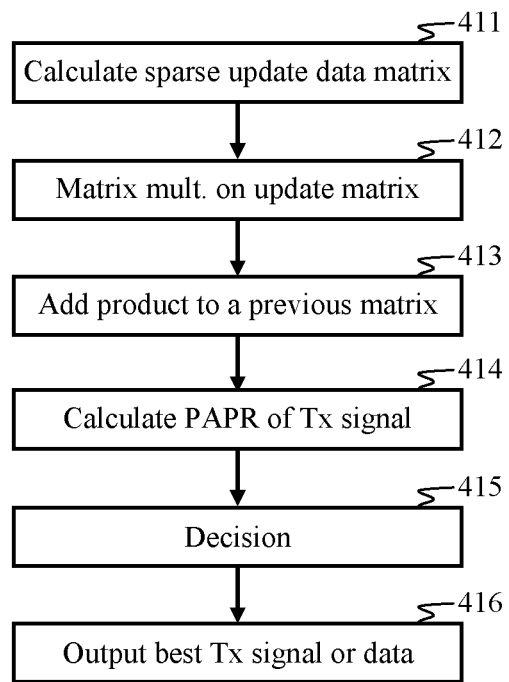 411
Calculate sparse update data matrix
412
Matrix mult. on update matrix
413
Add product to a previous matrix
414
Calculate PAPR of Tx signal
415
Decision
416
Output best Tx signal or data